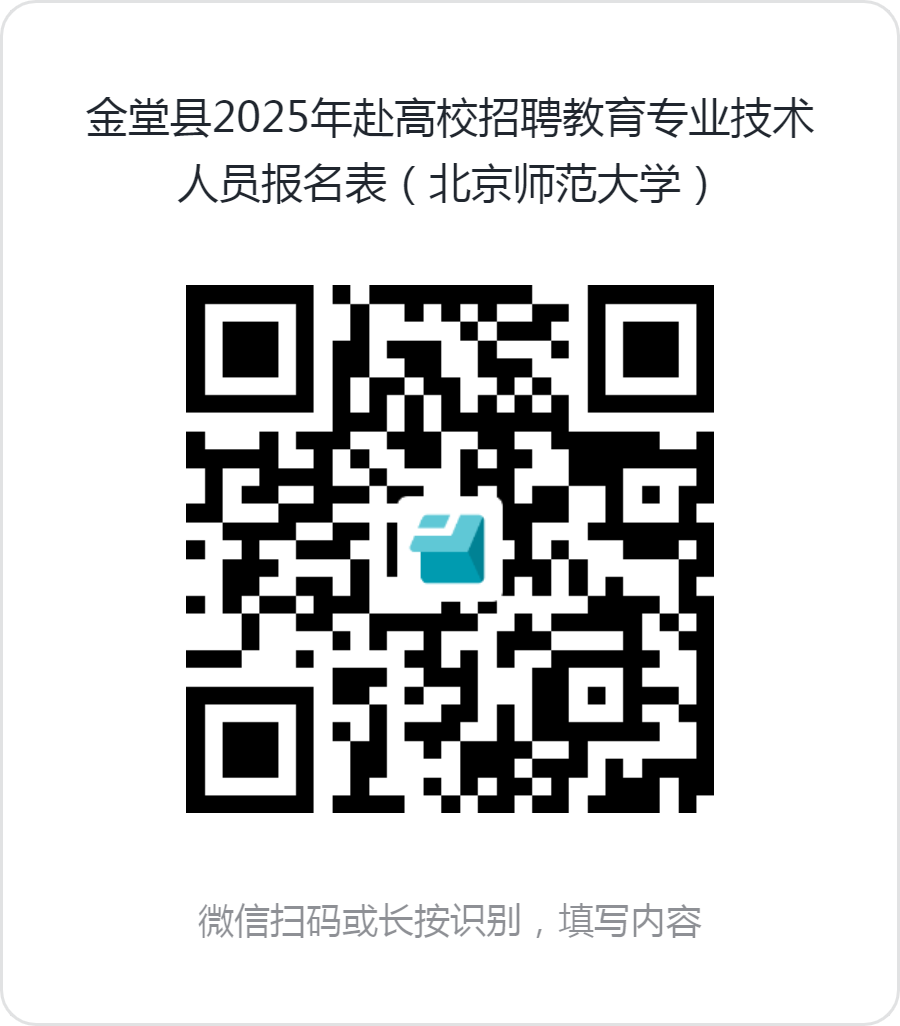 金堂县2025年赴高校招聘教育专业技术
人员报名表（北京师范大学）
微信扫码或长按识别，填写内容